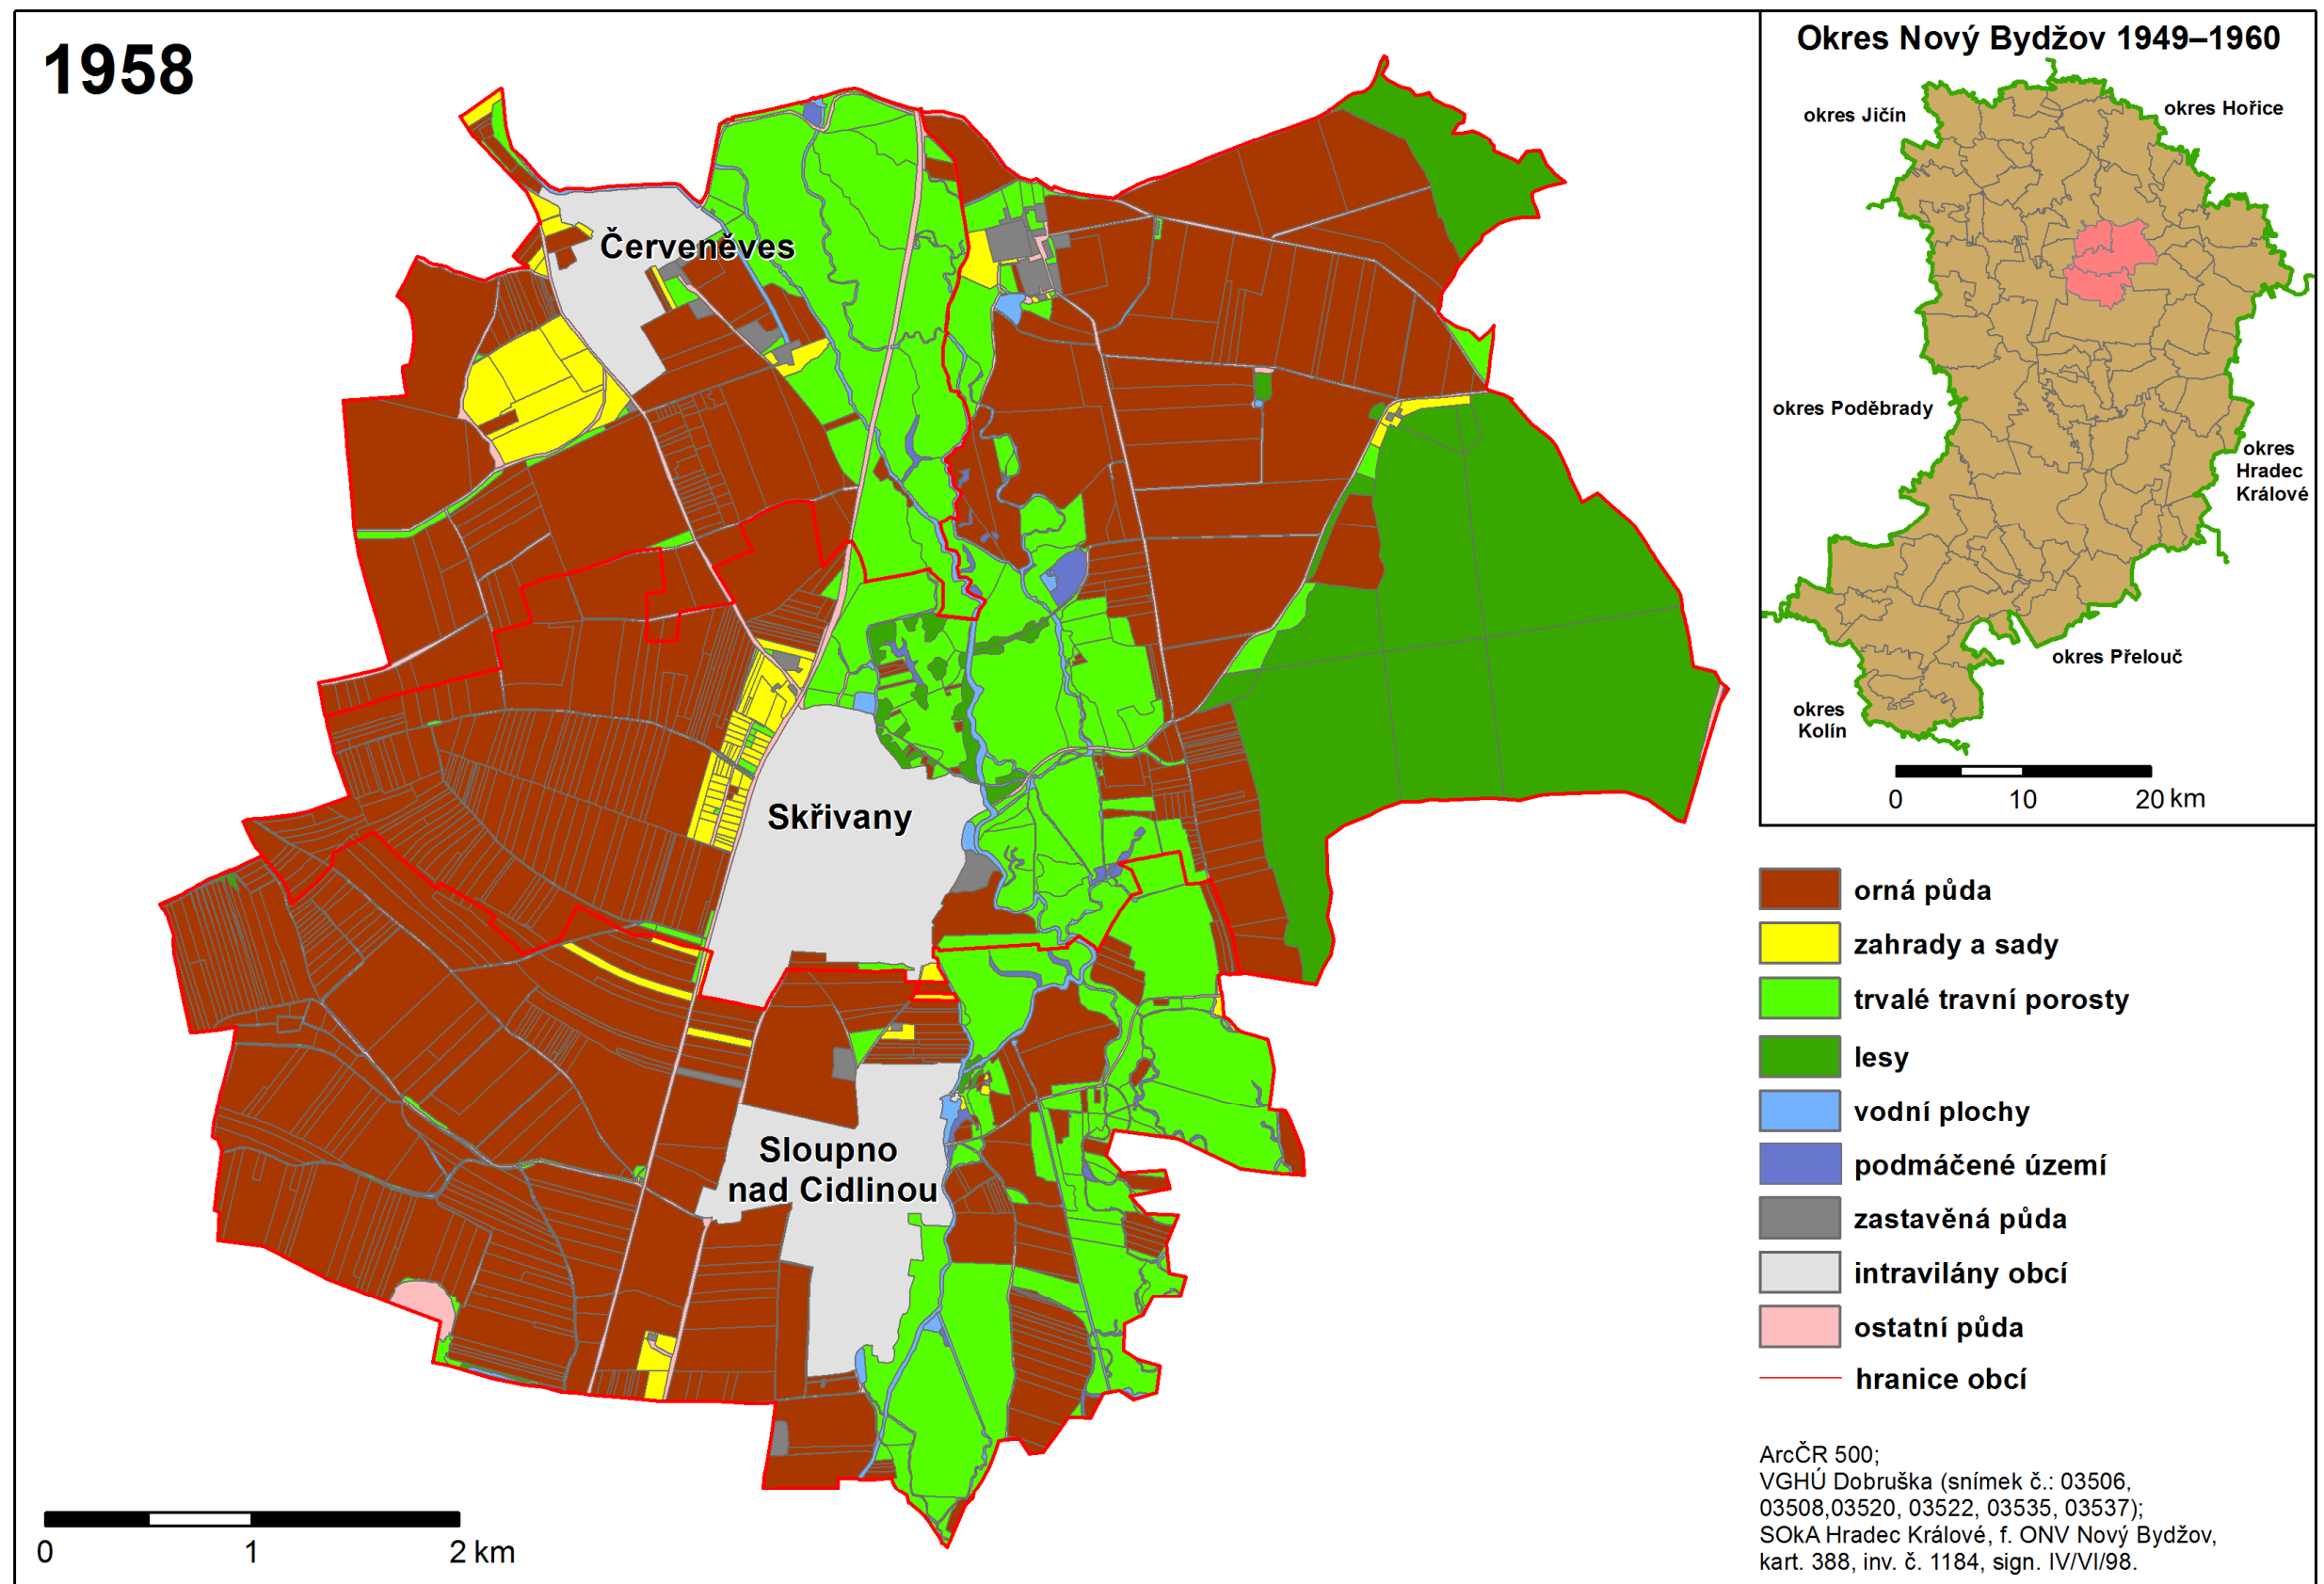 1958
Okres Nový Bydžov 1949–1960
okres Jičín
okres Hořice
okres Poděbrady
okres
Hradec
Králové
okres Přelouč
okres
Kolín
0 10 20 km
Červeněves
Skřivany
Sloupno
nad Cidlinou
orná půda
zahrady a sady
trvalé travní porosty
lesy
vodní plochy
podmáčené území
zastavěná půda
intravilány obcí
ostatní půda
hranice obcí
ArcČR 500;
VGHÚ Dobruška (snímek č.: 03506,
03508,03520, 03522, 03535, 03537);
SOkA Hradec Králové, f. ONV Nový Bydžov,
kart. 388, inv. č. 1184, sign. IV/VI/98.
0 1 2 km